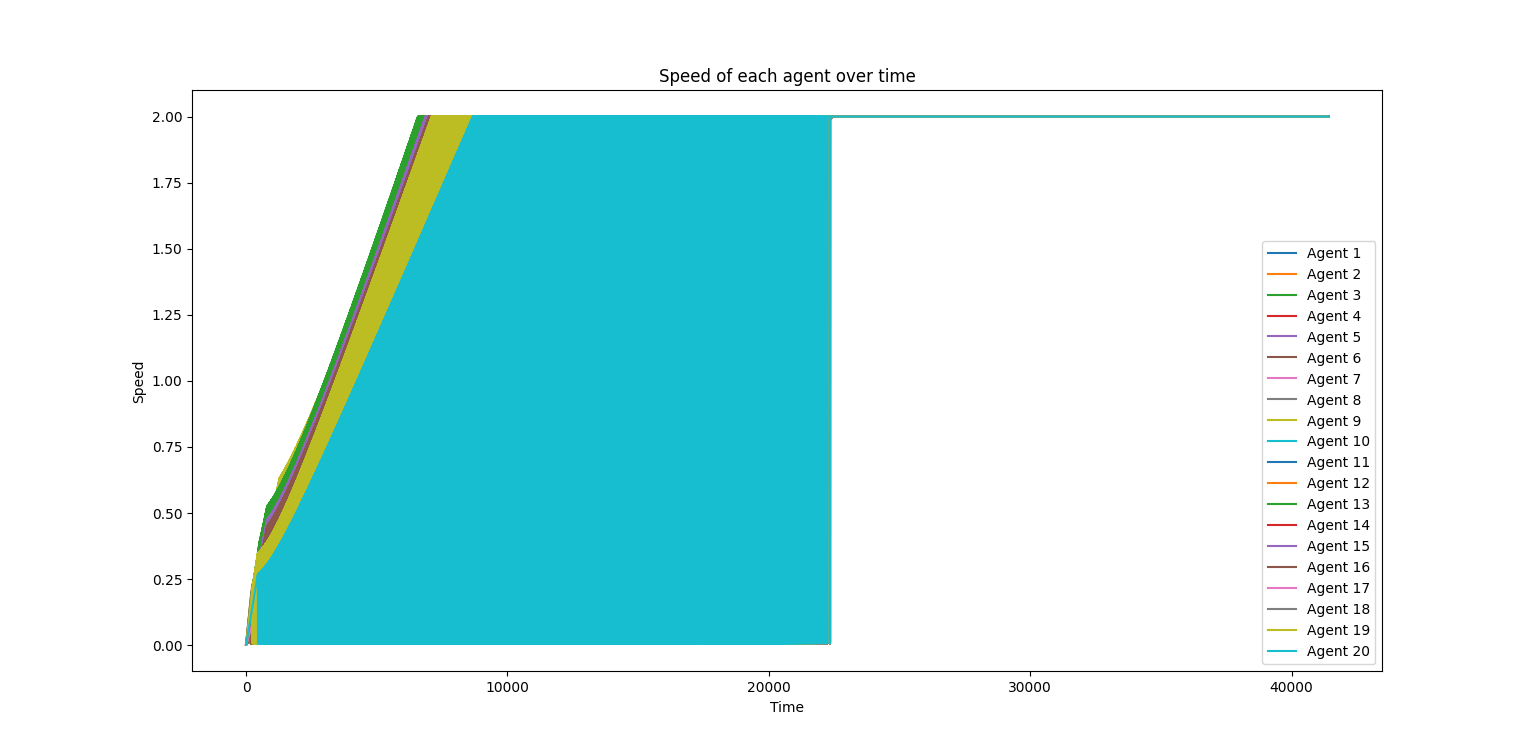 Speed of each agent over time
2.00
1.75
1.50
1.25
1.00
0.75
0.50
0.25
0.00
Speed
0 10000 20000 30000 40000
Time
Agent 1
Agent 2
Agent 3
Agent 4
Agent 5
Agent 6
Agent 7
Agent 8
Agent 9
Agent 10
Agent 11
Agent 12
Agent 13
Agent 14
Agent 15
Agent 16
Agent 17
Agent 18
Agent 19
Agent 20